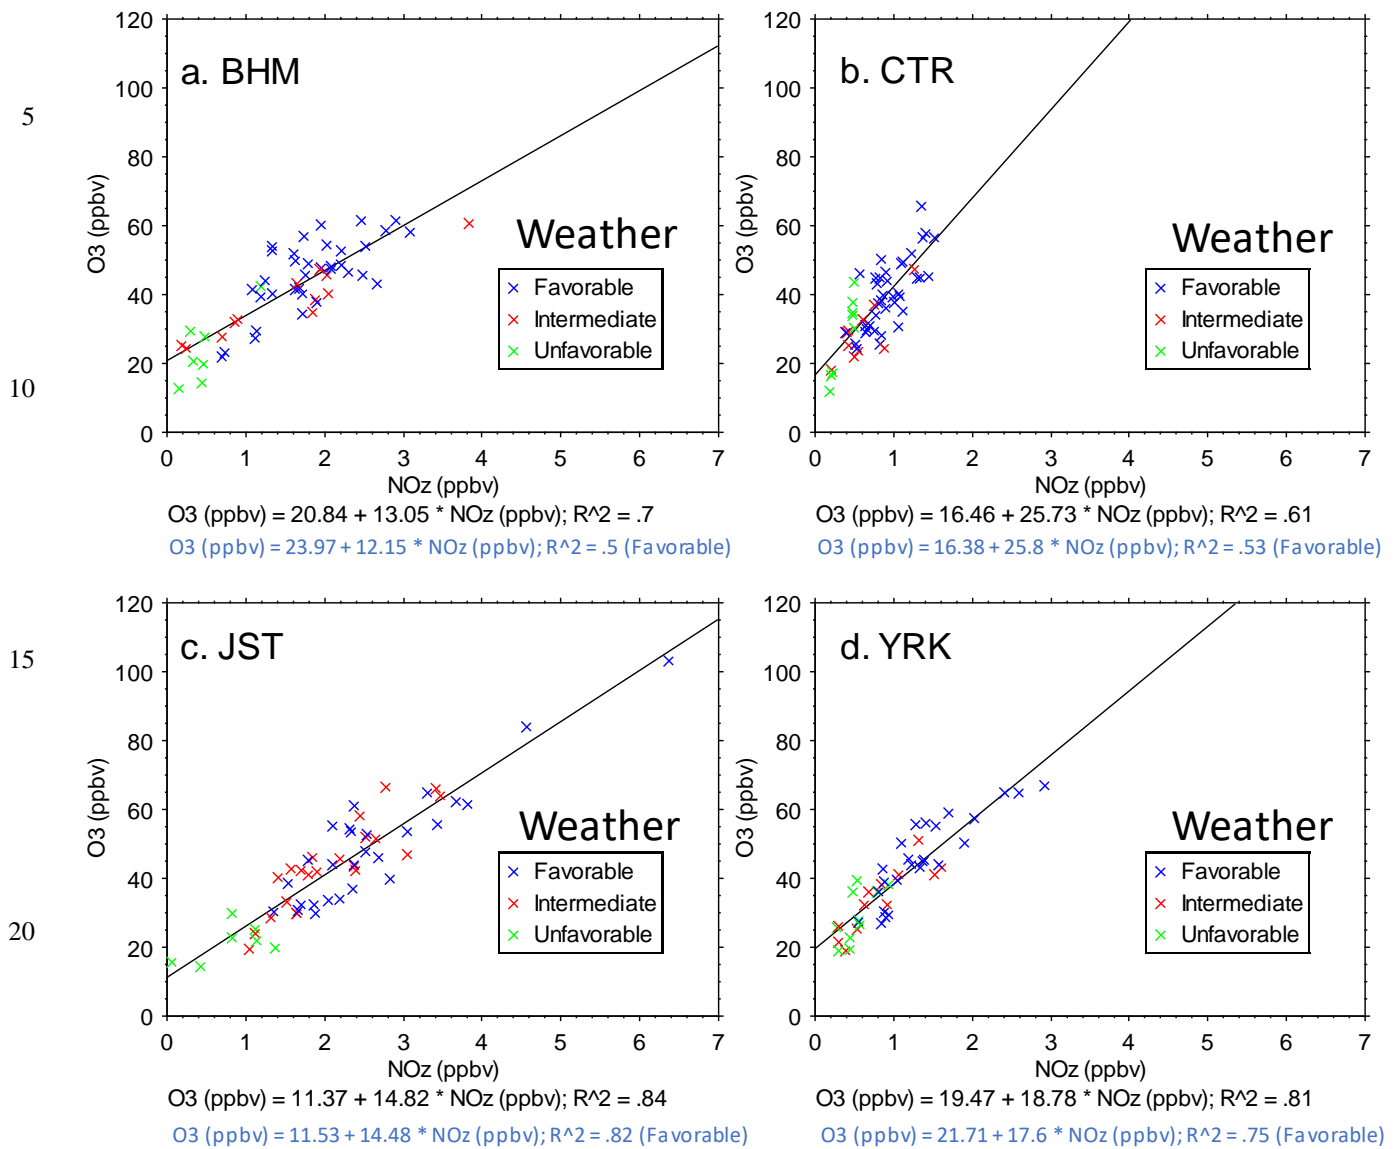 a. BHM
O3 (ppbv)
120
100
80
60
40
20
0
0 1 2 3 4 5 6 7
NOz (ppbv)
Weather
Favorable
Intermediate
Unfavorable
O3 (ppbv) = 20.84 + 13.05 * NOz (ppbv); R^2 = .7
O3 (ppbv) = 23.97 + 12.15 * NOz (ppbv); R^2 = .5 (Favorable)
b. CTR
O3 (ppbv)
120
100
80
60
40
20
0
0 1 2 3 4 5 6 7
NOz (ppbv)
Weather
Favorable
Intermediate
Unfavorable
O3 (ppbv) = 16.46 + 25.73 * NOz (ppbv); R^2 = .61
O3 (ppbv) = 16.38 + 25.8 * NOz (ppbv); R^2 = .53 (Favorable)
5
10
15
20
c. JST
O3 (ppbv)
120
100
80
60
40
20
0
0 1 2 3 4 5 6 7
NOz (ppbv)
Weather
Favorable
Intermediate
Unfavorable
O3 (ppbv) = 11.37 + 14.82 * NOz (ppbv); R^2 = .84
O3 (ppbv) = 11.53 + 14.48 * NOz (ppbv); R^2 = .82 (Favorable)
d. YRK
O3 (ppbv)
120
100
80
60
40
20
0
0 1 2 3 4 5 6 7
NOz (ppbv)
Weather
Favorable
Intermediate
Unfavorable
O3 (ppbv) = 19.47 + 18.78 * NOz (ppbv); R^2 = .81
O3 (ppbv) = 21.71 + 17.6 * NOz (ppbv); R^2 = .75 (Favorable)